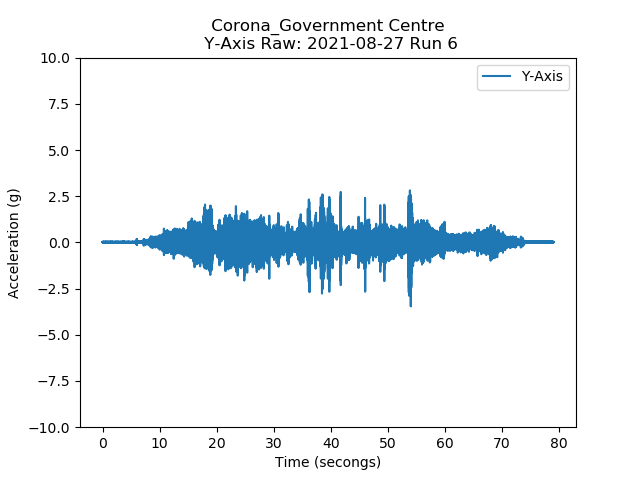 Corona_Government Centre
Y-Axis Raw: 2021-08-27 Run 6
Y-Axis
10.0
7.5
5.0
2.5
0.0
−2.5
−5.0
−7.5
−10.0
Acceleration (g)
0 10 20 30 40 50 60 70 80
Time (secongs)